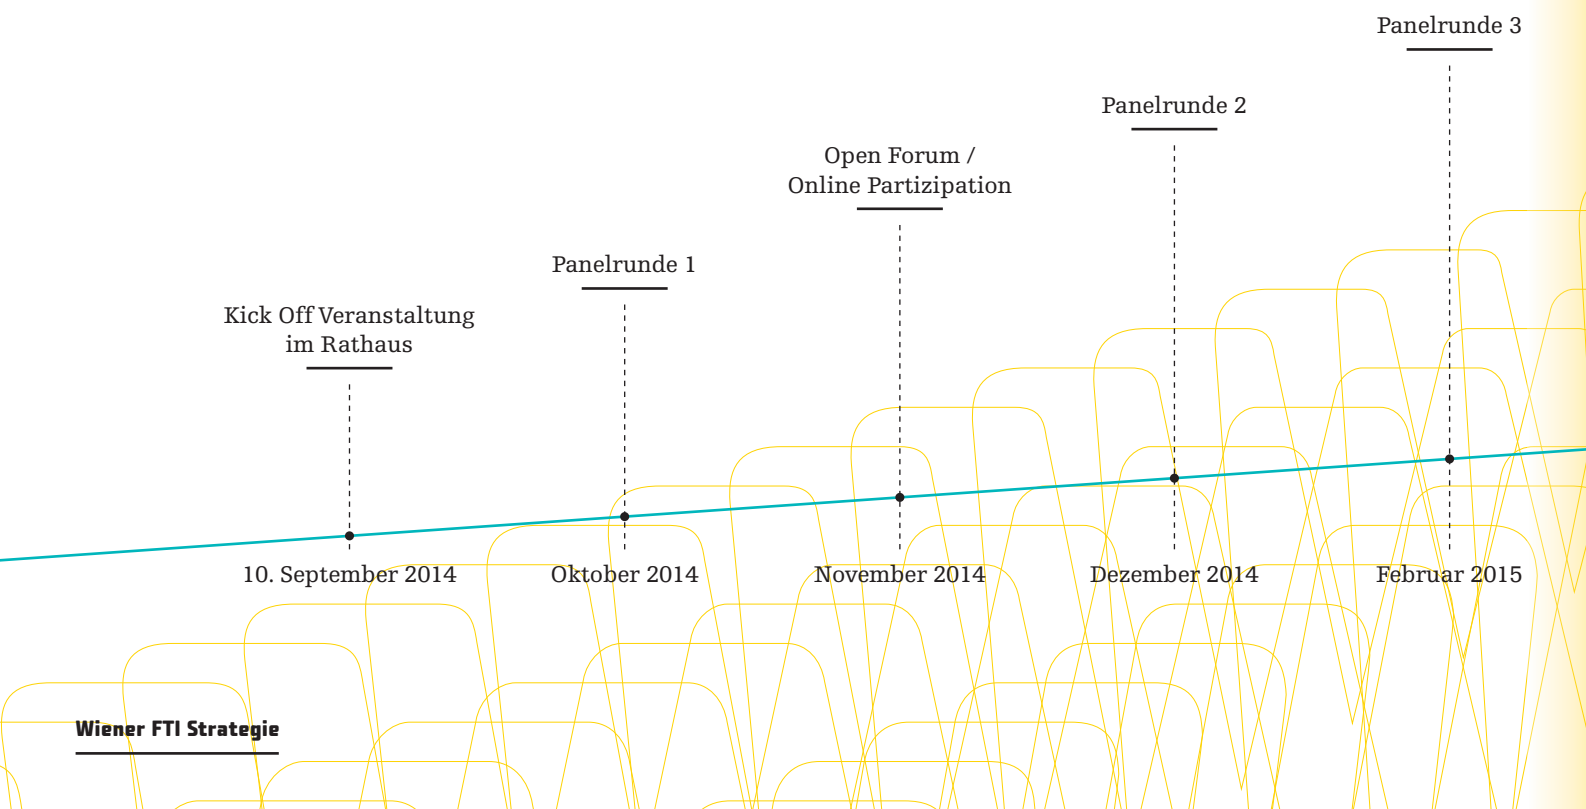 Kick Off Veranstaltung
im Rathaus
10. September 2014
Panelrunde 1
Oktober 2014
Open Forum /
Online Partizipation
November 2014
Panelrunde 2
Dezember 2014
Panelrunde 3
Februar 2015
Wiener FTI Strategie